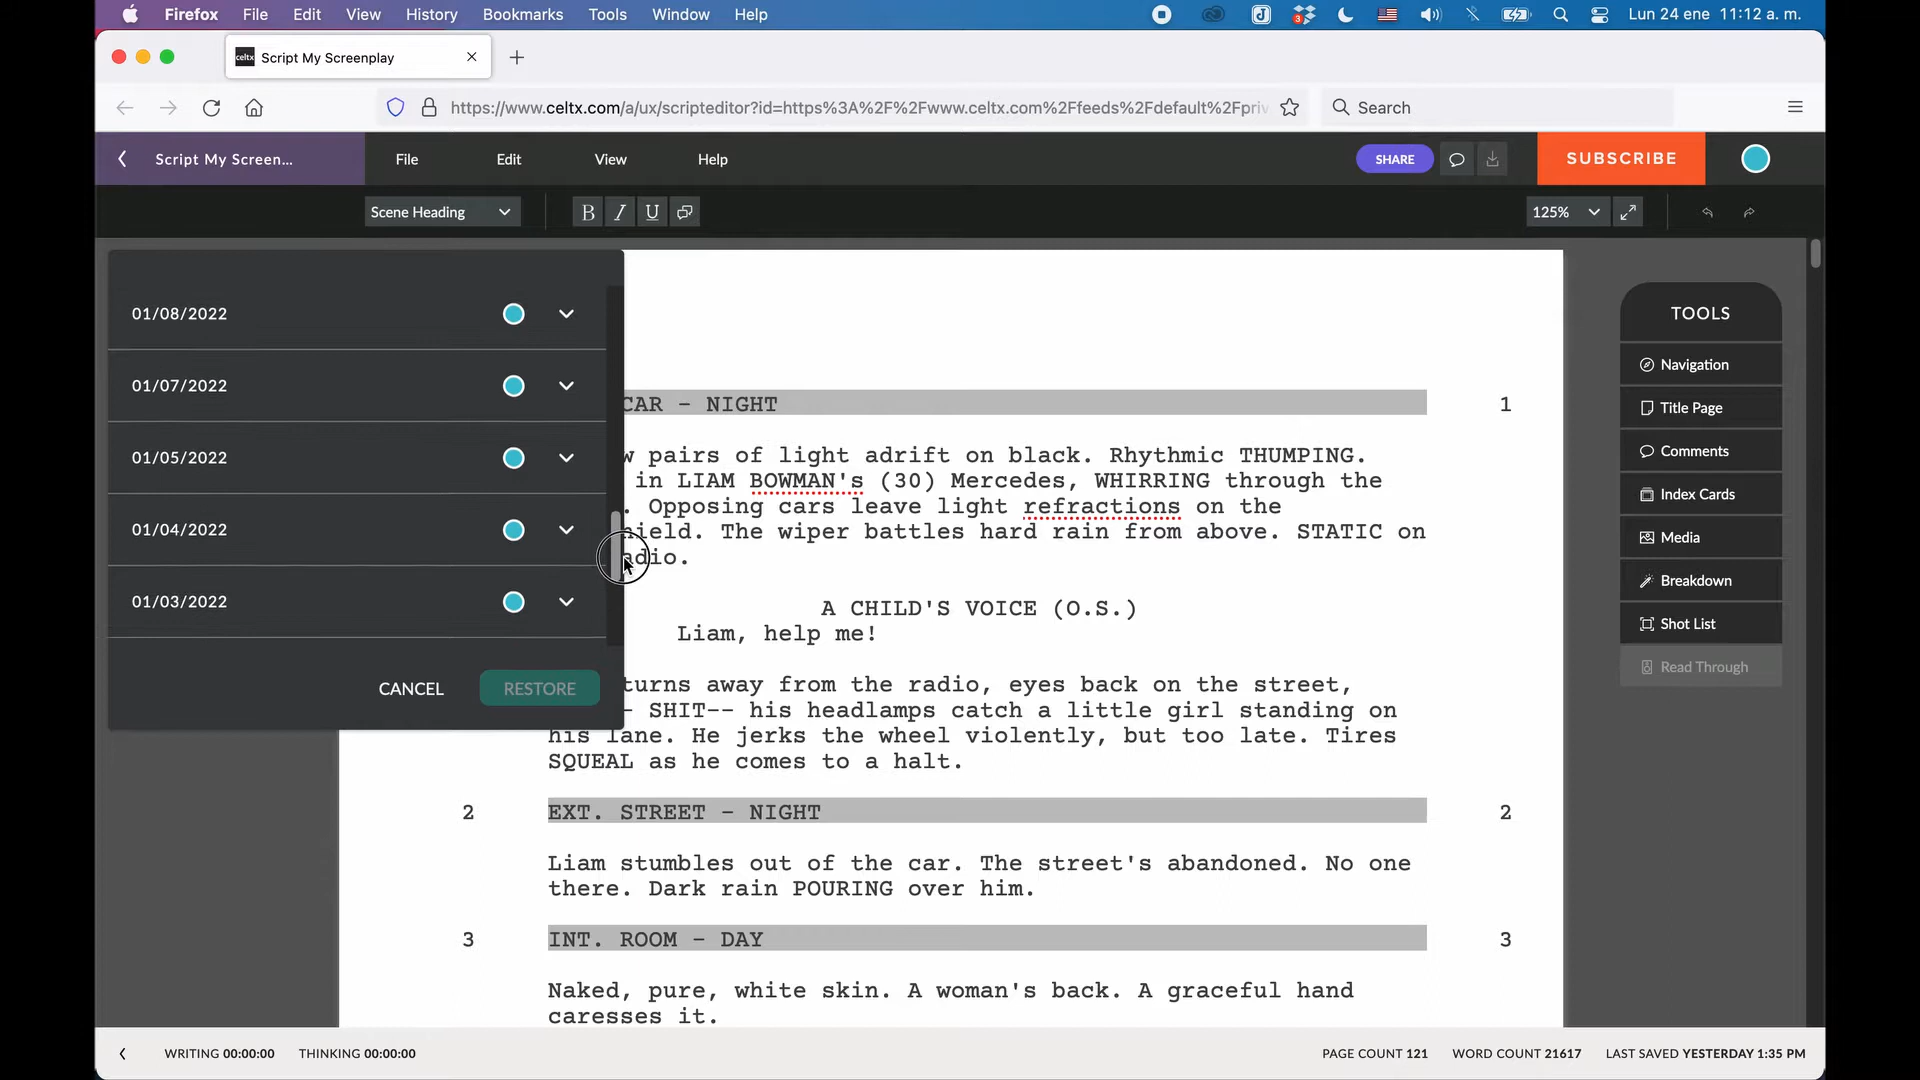 Firefox File Edit View History Bookmarks Tools Window Help 3 Lun 24 ene 11:12 a. m.
celtx Script My Screenplay
https://www.celtx.com/a/ux/scripteditor?id=https%3A%2F%2Fwww.celtx.com%2Ffeeds%2Fdefault%2Fpriv Search
Script My Screen... File Edit View Help SHARE SUBSCRIBE
Scene Heading B I U 125%
01/08/2022
01/07/2022
01/05/2022
01/04/2022
01/03/2022
CANCEL RESTORE
CAR - NIGHT 1
w pairs of light adrift on black. Rhythmic THUMPING.
in LIAM BOWMAN's (30) Mercedes, WHIRRING through the
. Opposing cars leave light refractions on the
ield. The wiper battles hard rain from above. STATIC on
adio.
A CHILD'S VOICE (O.S.)
Liam, help me!
turns away from the radio, eyes back on the street,
- SHIT-- his headlamps catch a little girl standing on
his lane. He jerks the wheel violently, but too late. Tires
SQUEAL as he comes to a halt.
2 EXT. STREET - NIGHT 2
Liam stumbles out of the car. The street's abandoned. No one
there. Dark rain POURING over him.
3 INT. ROOM - DAY 3
Naked, pure, white skin. A woman's back. A graceful hand
caresses it.
TOOLS
Navigation
Title Page
Comments
Index Cards
Media
Breakdown
Shot List
Read Through
WRITING 00:00:00 THINKING 00:00:00 PAGE COUNT 121 WORD COUNT 21617 LAST SAVED YESTERDAY 1:35 PM